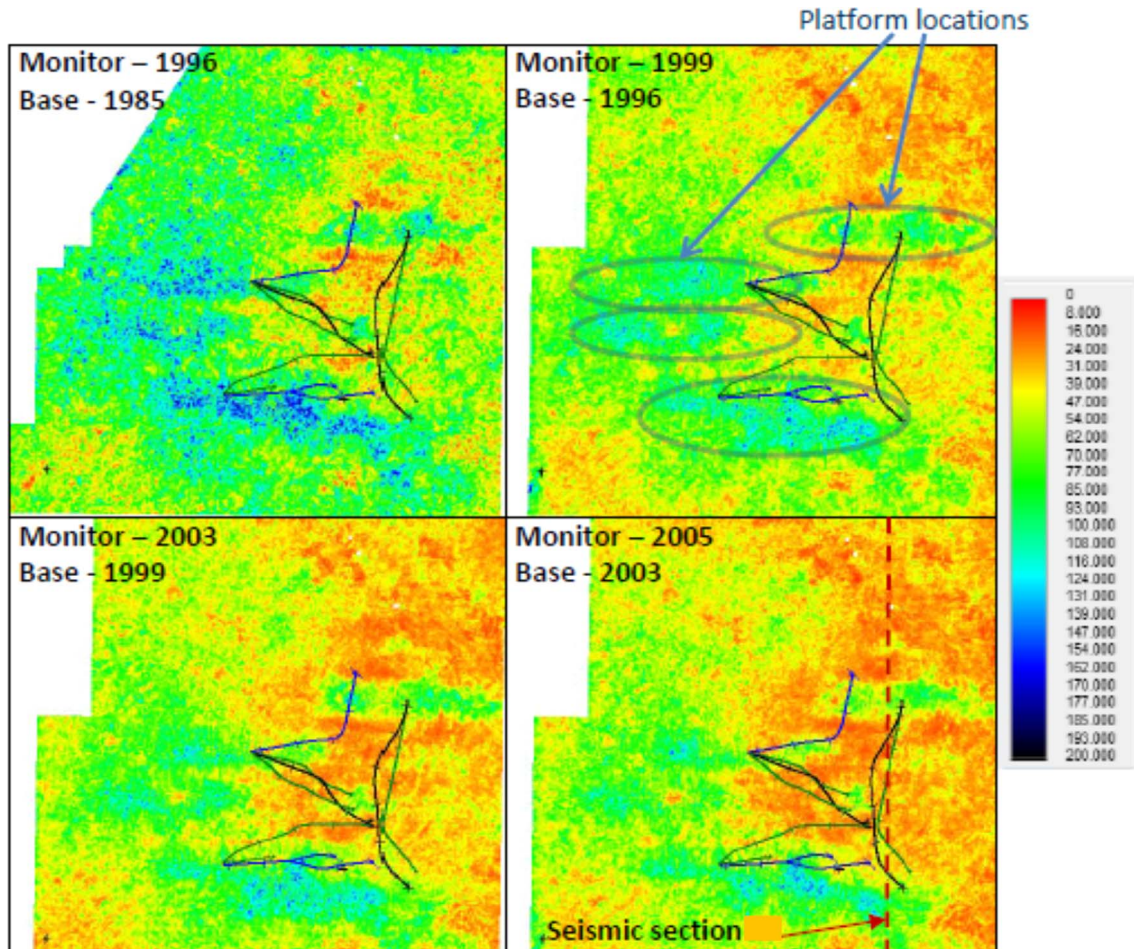 Platform locations
Monitor – 1996
Base - 1985
Monitor – 1999
Base - 1996
Monitor – 2003
Base - 1999
Monitor – 2005
Base - 2003
Seismic section
0
8.000
16.000
24.000
31.000
39.000
47.000
54.000
62.000
70.000
77.000
85.000
93.000
100.000
108.000
116.000
124.000
131.000
139.000
147.000
154.000
162.000
170.000
177.000
185.000
193.000
200.000